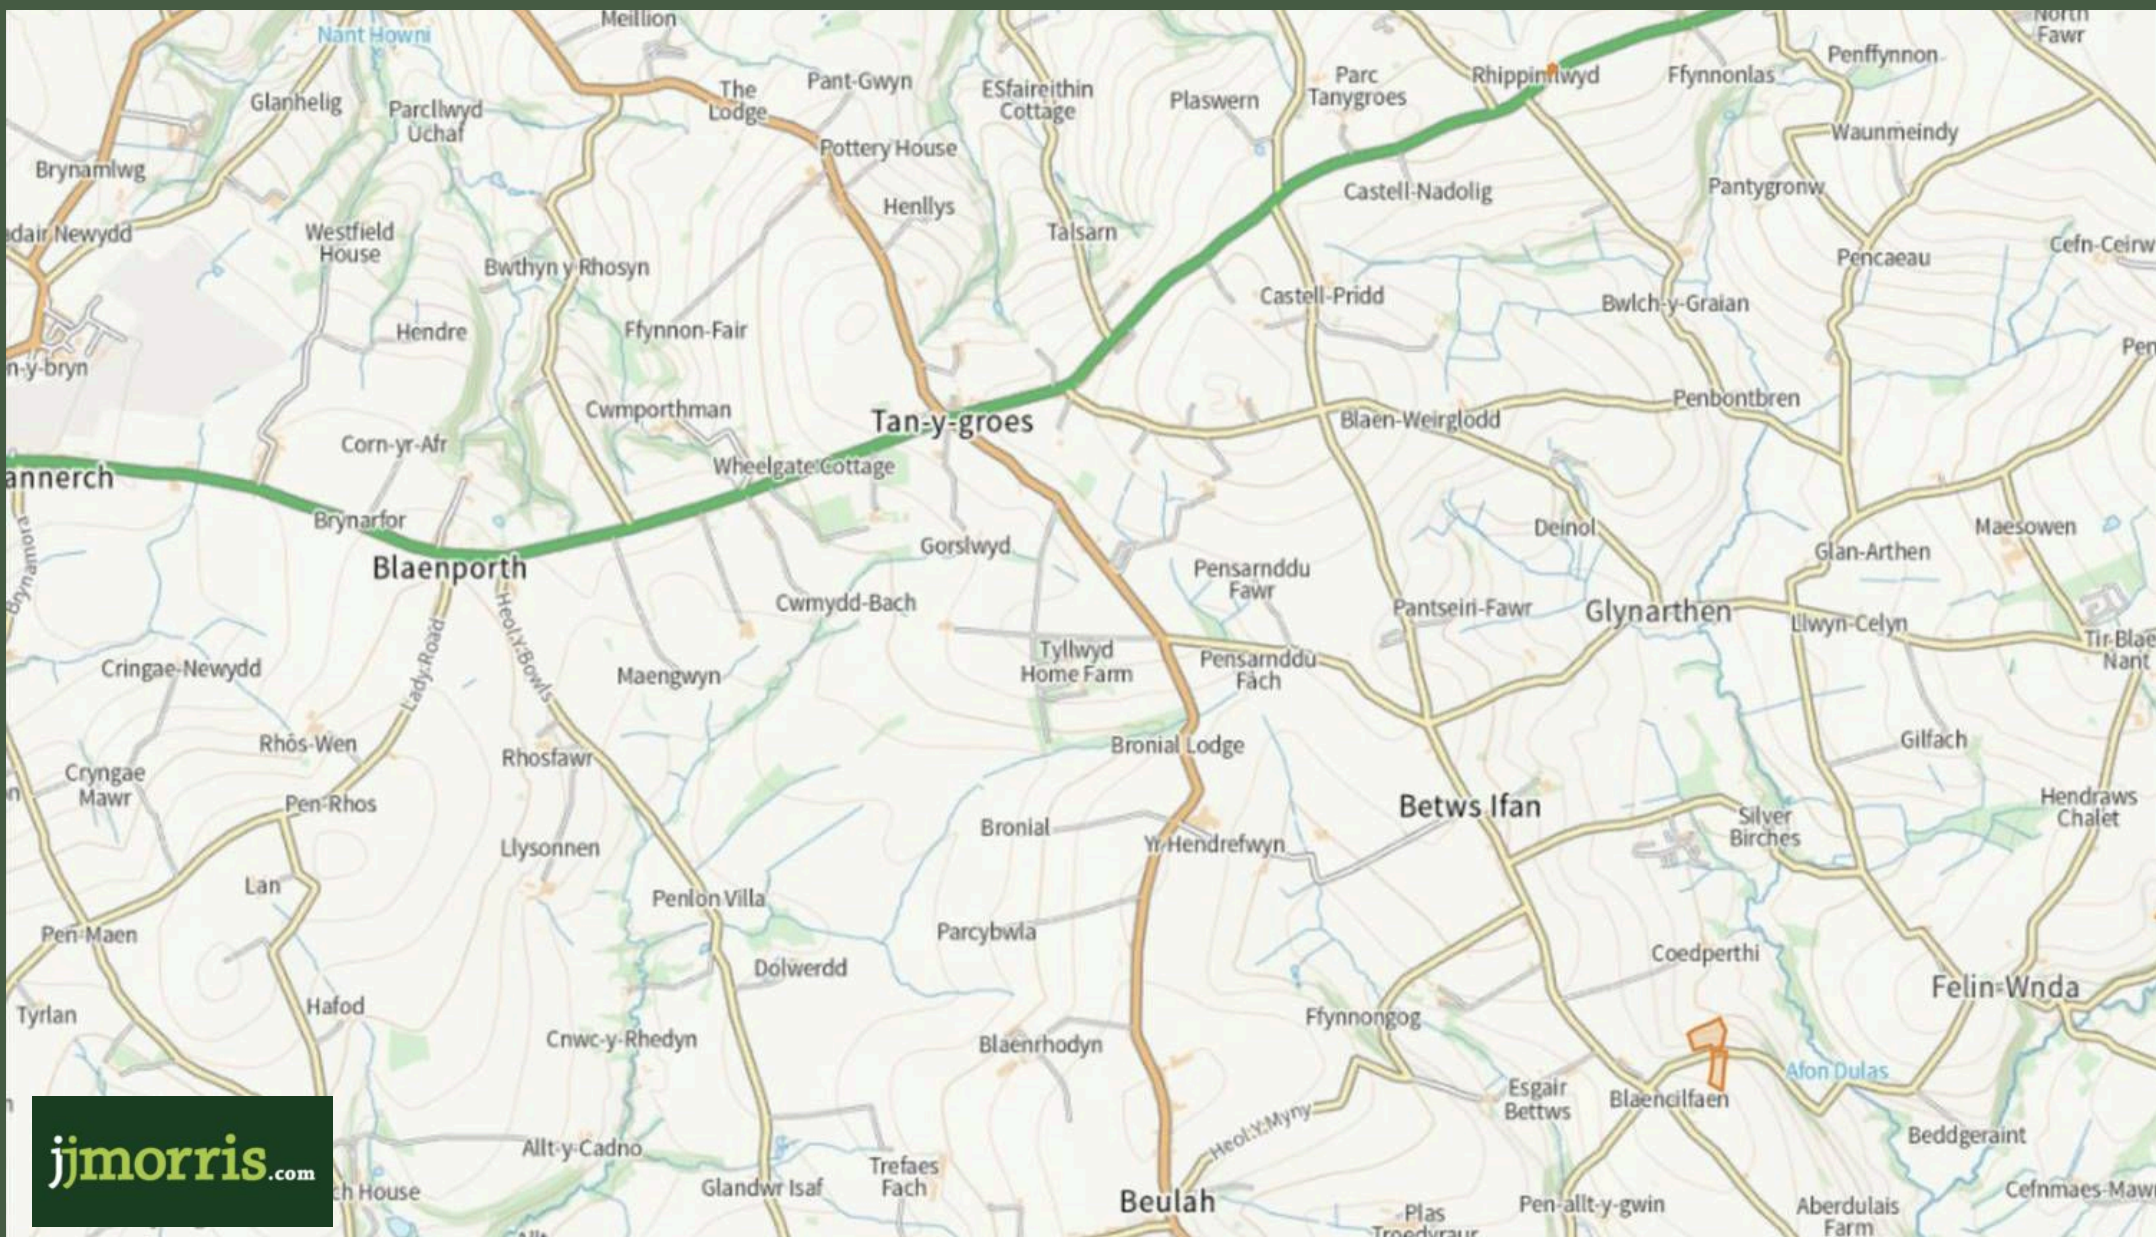 Meillion
North
Fawr
Nant Howni
Penffynnon
Rhippinllwyd
Ffynnonlas
Parc
Tanygroes
Pant-Gwyn
The
Lodge
ESfaireithin
Cottage
Plaswern
Glanhelig
Parcllwyd
Uchaf
Waunmeindy
Pottery House
Brynamlwg
Castell-Nadolig
Pantygronw
Henllys
adair Newydd
Westfield
House
Talsarn
Cefn-Ceirw
Pencaeau
Bwthyn y Rhosyn
Castell-Pridd
Bwlch-y-Graian
Hendre
Ffynnon-Fair
n-y-bryn
Pen
Cwmporthman
Penbontbren
Tan-y-groes
Blaen-Weirglodd
Corn-yr-Afr
Wheelgate Cottage
annerch
Brynarfor
Brynamora
Deinol
Maesowen
Gorslwyd
Glan-Arthen
Blaenporth
Pensarnddu
Fawr
Cwmydd-Bach
Pantseiri-Fawr
Glynarthen
Llwyn-Celyn
Heol Y Bowls
Lady Road
Tyllwyd
Home Farm
Pensarnddu
Fâch
Tir-Blae
Nant
Cringae-Newydd
Maengwyn
Rhôs-Wen
Rhosfawr
Bronial Lodge
Gilfach
Cryngae
Mawr
n
Pen-Rhos
Betws Ifan
Hendraws
Chalet
Silver
Birches
Bronial
Yr Hendrefwyn
Llysonnen
Lan
Penlon Villa
Pen-Maen
Parcybwla
Coedperthi
Dolwerdd
Felin-Wnda
Hafod
Tyrlan
Ffynnongog
Cnwc-y-Rhedyn
Blaenrhodyn
Afon Dulas
Esgair
Bettws
Blaencilfaen
n
Heol Y Myny
Beddgeraint
Allt-y-Cadno
jjmorris.com
Trefaes
Fach
ch House
Glandwr Isaf
Beulah
Pen-allt-y-gwin
Cefnmaes-Mawr
Plas
Troedyraur
Aberdulais
Farm
Allt